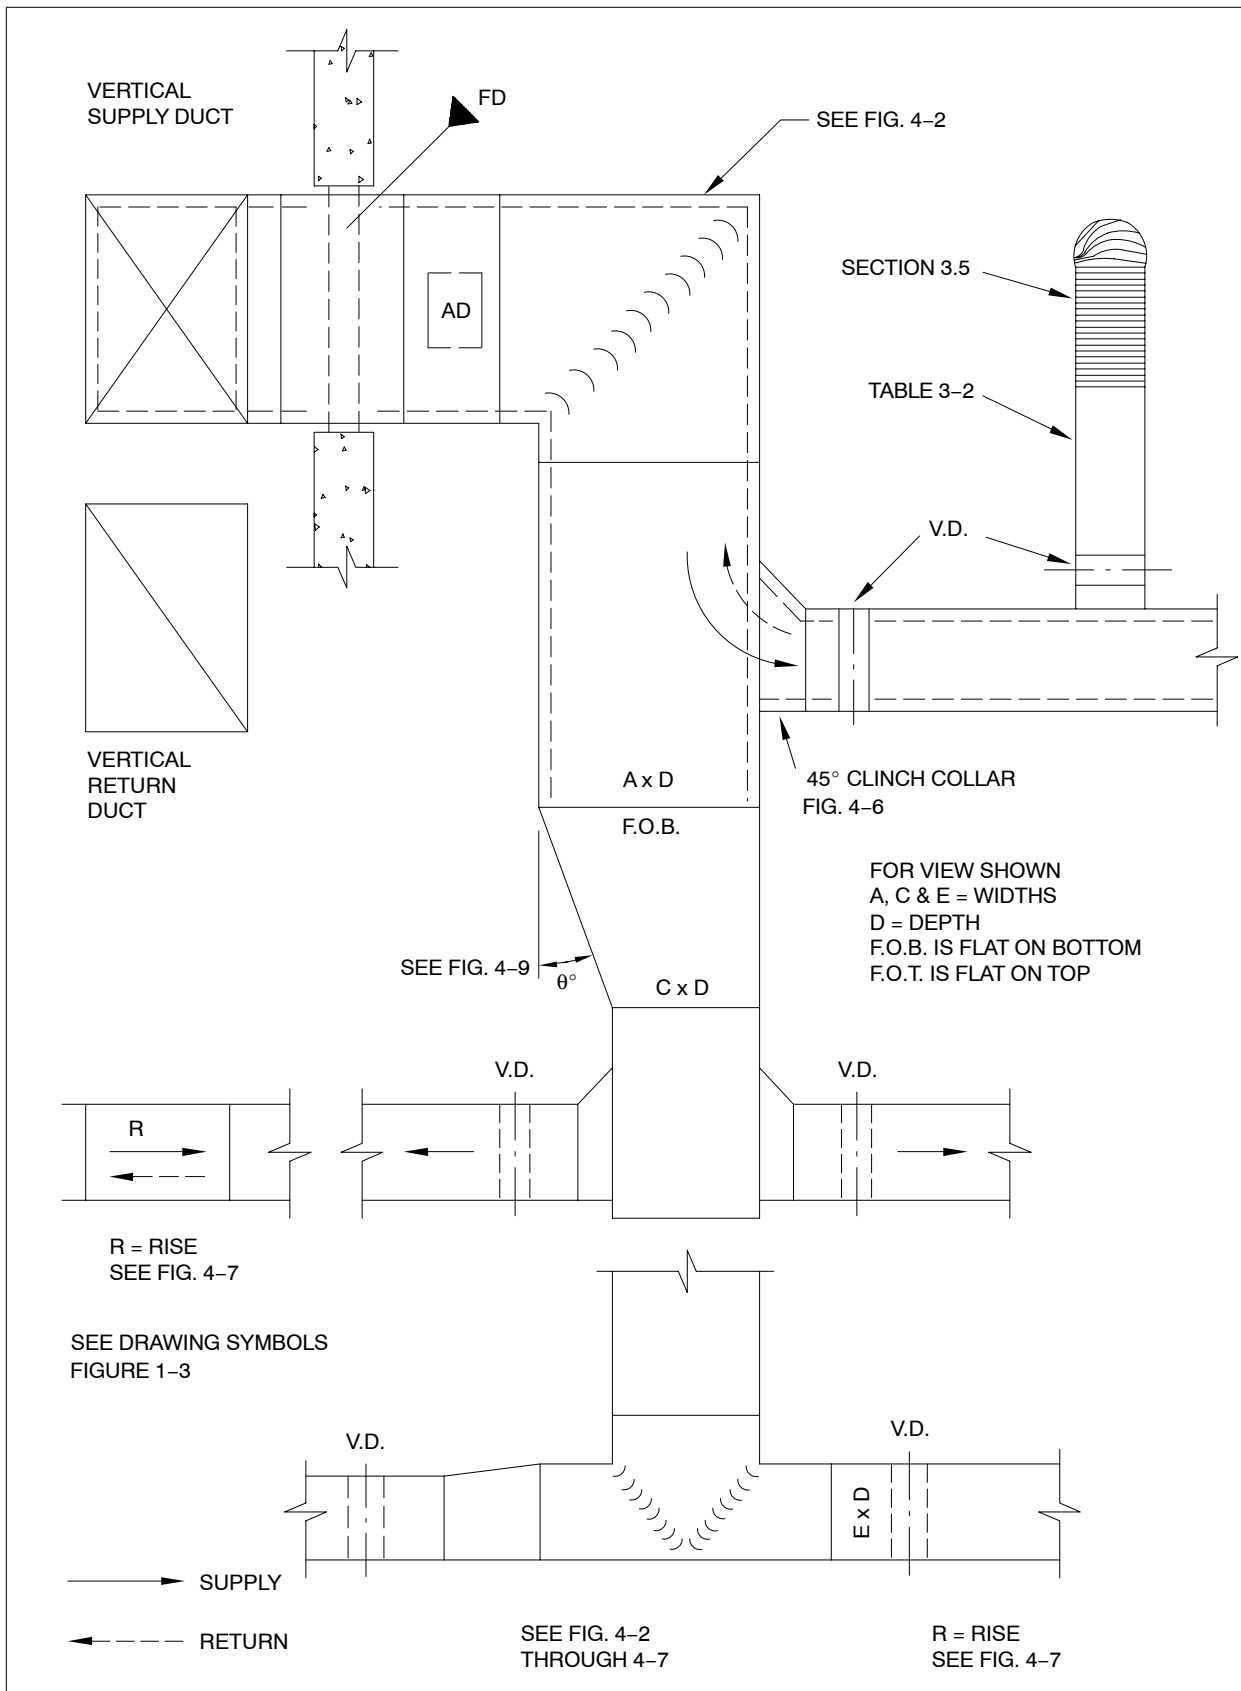 VERTICAL
SUPPLY DUCT
FD
SEE FIG. 4–2
SECTION 3.5
AD
TABLE 3–2
V.D.
VERTICAL
RETURN
DUCT
A x D
F.O.B.
45° CLINCH COLLAR
FIG. 4–6
FOR VIEW SHOWN
A, C & E = WIDTHS
D = DEPTH
F.O.B. IS FLAT ON BOTTOM
F.O.T. IS FLAT ON TOP
SEE FIG. 4–9
θ°
C x D
V.D.
V.D.
R
R = RISE
SEE FIG. 4–7
SEE DRAWING SYMBOLS
FIGURE 1–3
V.D.
V.D.
E x D
SUPPLY
RETURN
SEE FIG. 4–2
THROUGH 4–7
R = RISE
SEE FIG. 4–7